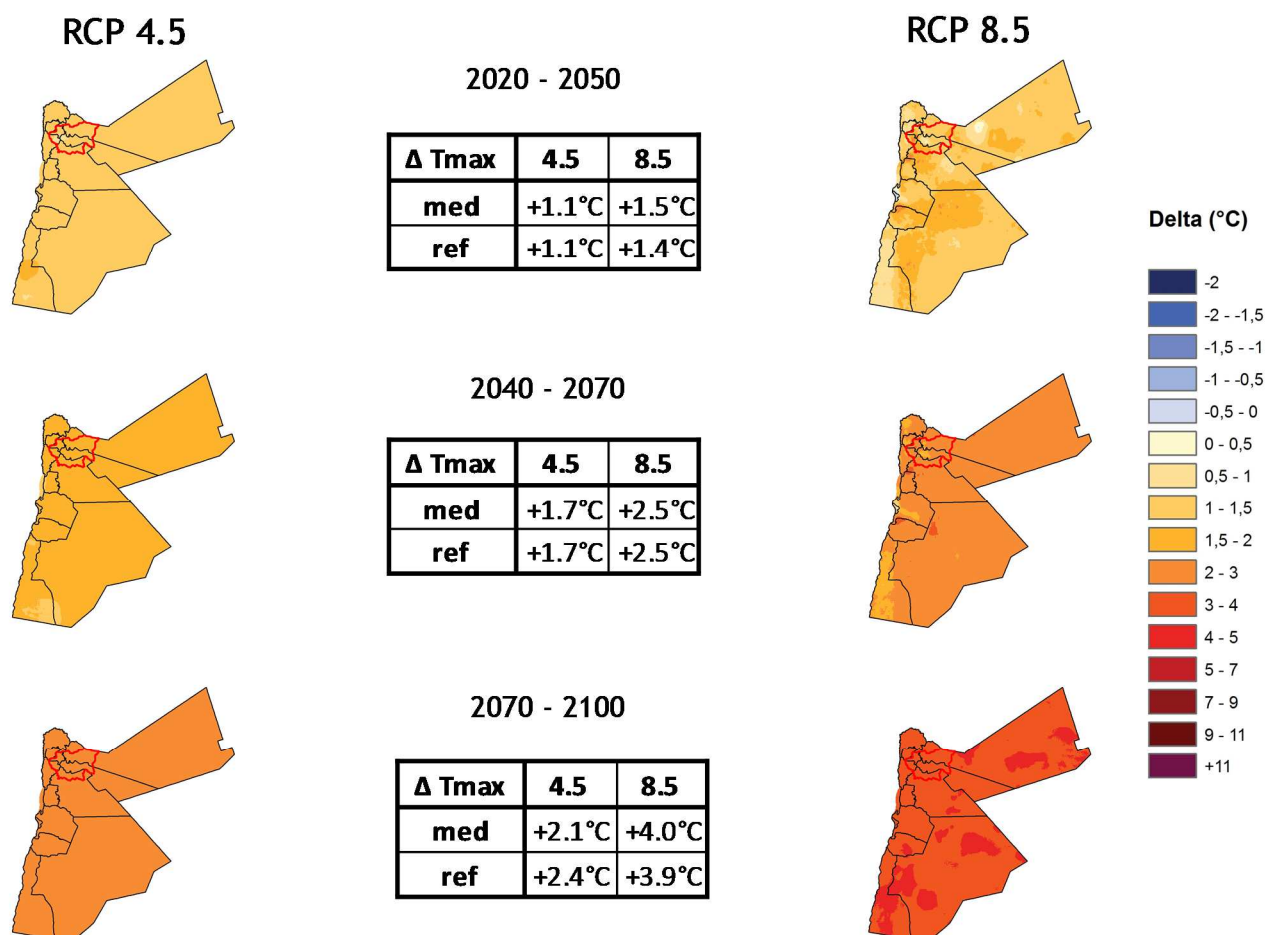 RCP 4.5
RCP 8.5
2020 - 2050
Δ Tmax 4.5 8.5
med +1.1°C +1.5°C
ref +1.1°C +1.4°C
2040 - 2070
Δ Tmax 4.5 8.5
med +1.7°C +2.5°C
ref +1.7°C +2.5°C
2070 - 2100
Δ Tmax 4.5 8.5
med +2.1°C +4.0°C
ref +2.4°C +3.9°C
Delta (°C)
-2
-2 - -1,5
-1,5 - -1
-1 - -0,5
-0,5 - 0
0 - 0,5
0,5 - 1
1 - 1,5
1,5 - 2
2 - 3
3 - 4
4 - 5
5 - 7
7 - 9
9 - 11
+11